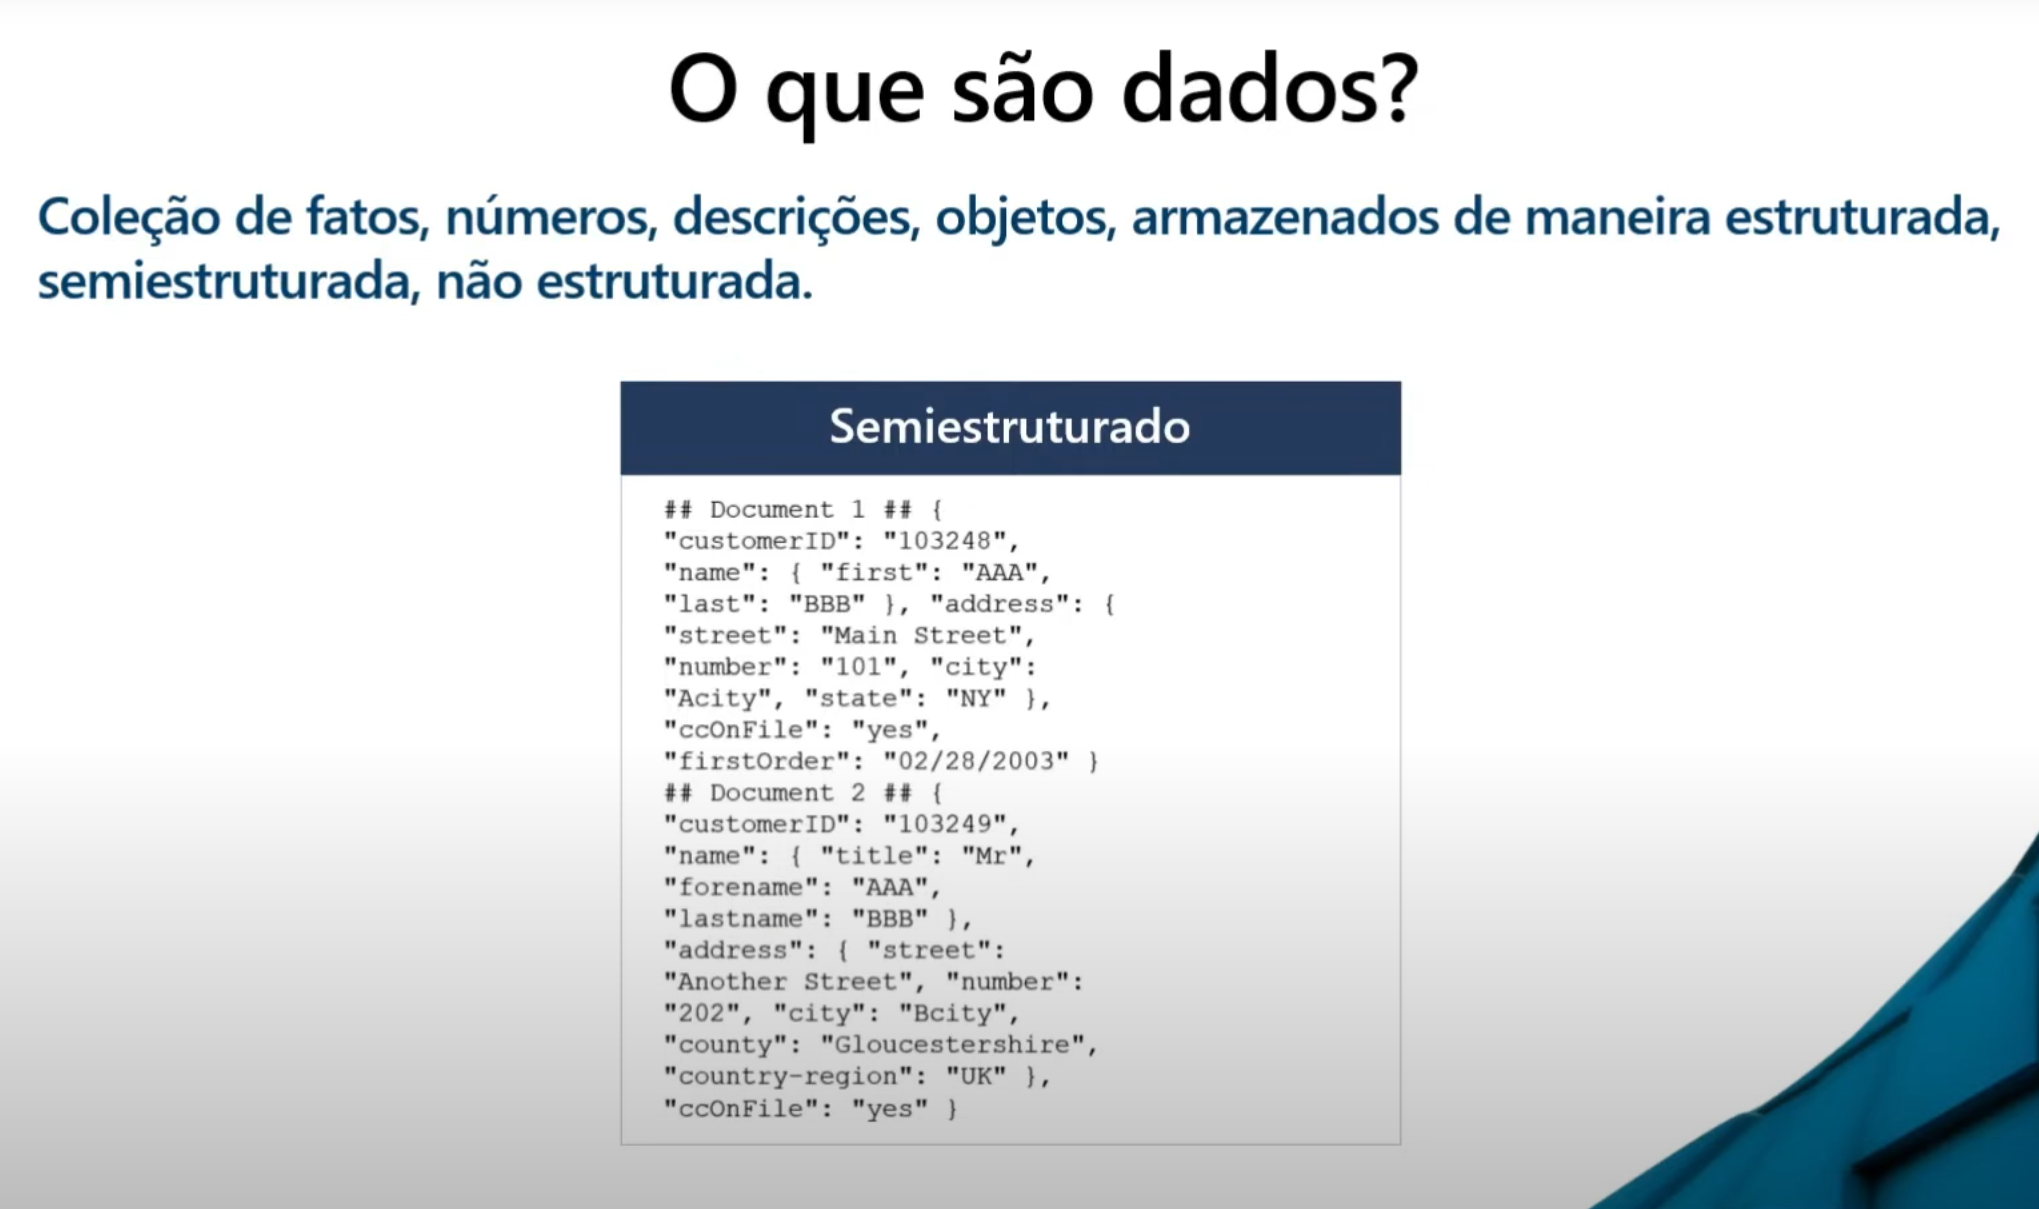 O que são dados?
Coleção de fatos, números, descrições, objetos, armazenados de maneira estruturada,
semiestruturada, não estruturada.
Semiestruturado
## Document 1 ## {
"customerID": "103248",
"name": { "first": "AAA",
"last": "BBB" }, "address": {
"street": "Main Street",
"number": "101", "city":
"Acity", "state": "NY" },
"ccOnFile": "yes",
"firstOrder": "02/28/2003" }
## Document 2 ## {
"customerID": "103249",
"name": { "title": "Mr",
"forename": "AAA",
"lastname": "BBB" },
"address": { "street":
"Another Street", "number":
"202", "city": "Bcity",
"county": "Gloucestershire",
"country-region": "UK" },
"ccOnFile": "yes" }